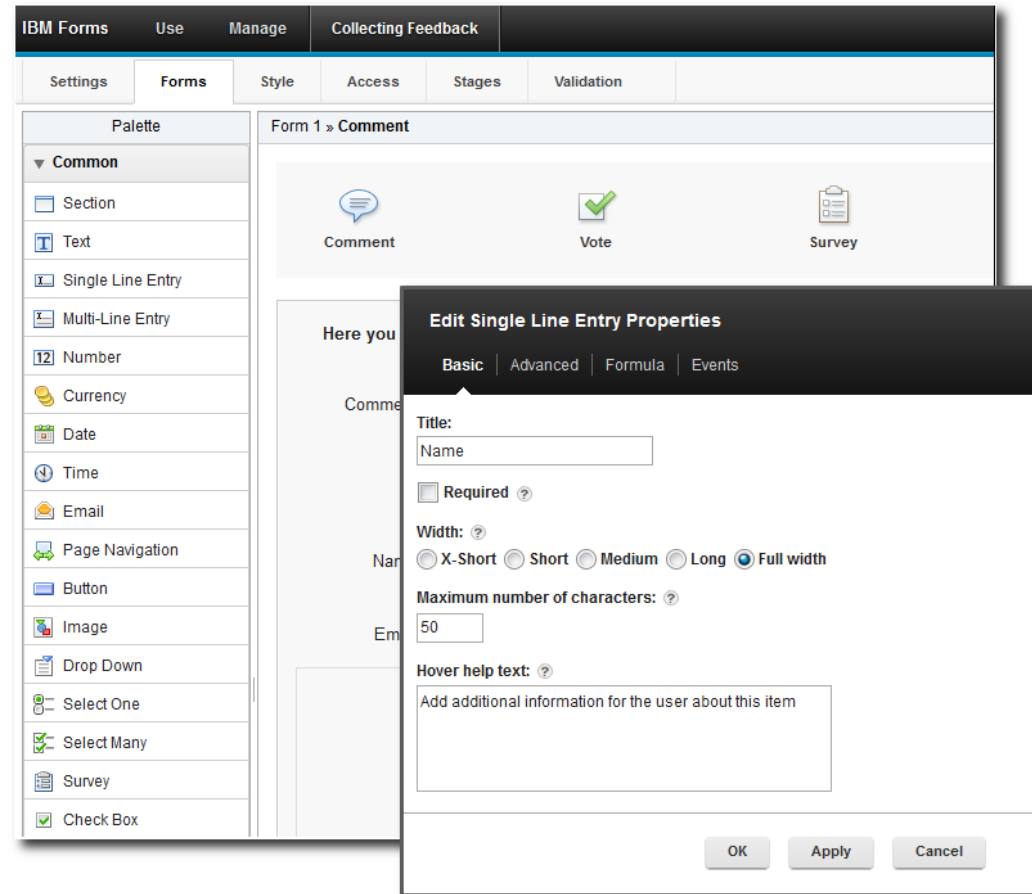 IBM Forms Use Manage Collecting Feedback
Settings Forms Style Access Stages Validation
Palette
Common
Section
Text
Single Line Entry
Multi-Line Entry
12 Number
Currency
Date
Time
Email
Page Navigation
Button
Image
Drop Down
Select One
Select Many
Survey
Check Box
Form 1 » Comment
Comment Vote Survey
Here you
Comme
Nar
Em
Edit Single Line Entry Properties
Basic Advanced Formula Events
Title:
Name
Required ?
Width: ?
X-Short Short Medium Long Full width
Maximum number of characters: ?
50
Hover help text: ?
Add additional information for the user about this item
OK Apply Cancel